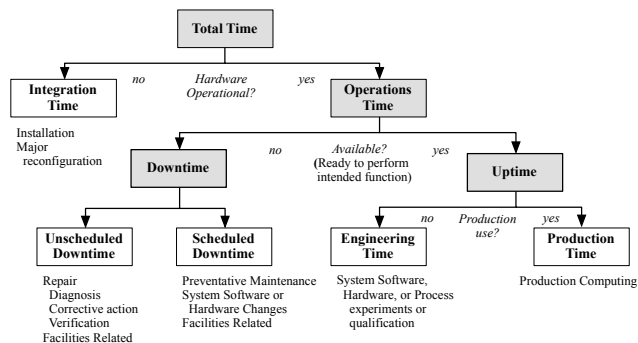 Total Time
no
Hardware
Operational?
yes
Integration
Time
Operations
Time
Installation
Major
reconfiguration
no
Available?
(Ready to perform
intended function)
yes
Downtime
Uptime
no
Production
use?
yes
Unscheduled
Downtime
Scheduled
Downtime
Engineering
Time
Production
Time
Repair
Diagnosis
Corrective action
Verification
Facilities Related
Preventative Maintenance
System Software or
Hardware Changes
Facilities Related
System Software,
Hardware, or Process
experiments or
qualification
Production Computing